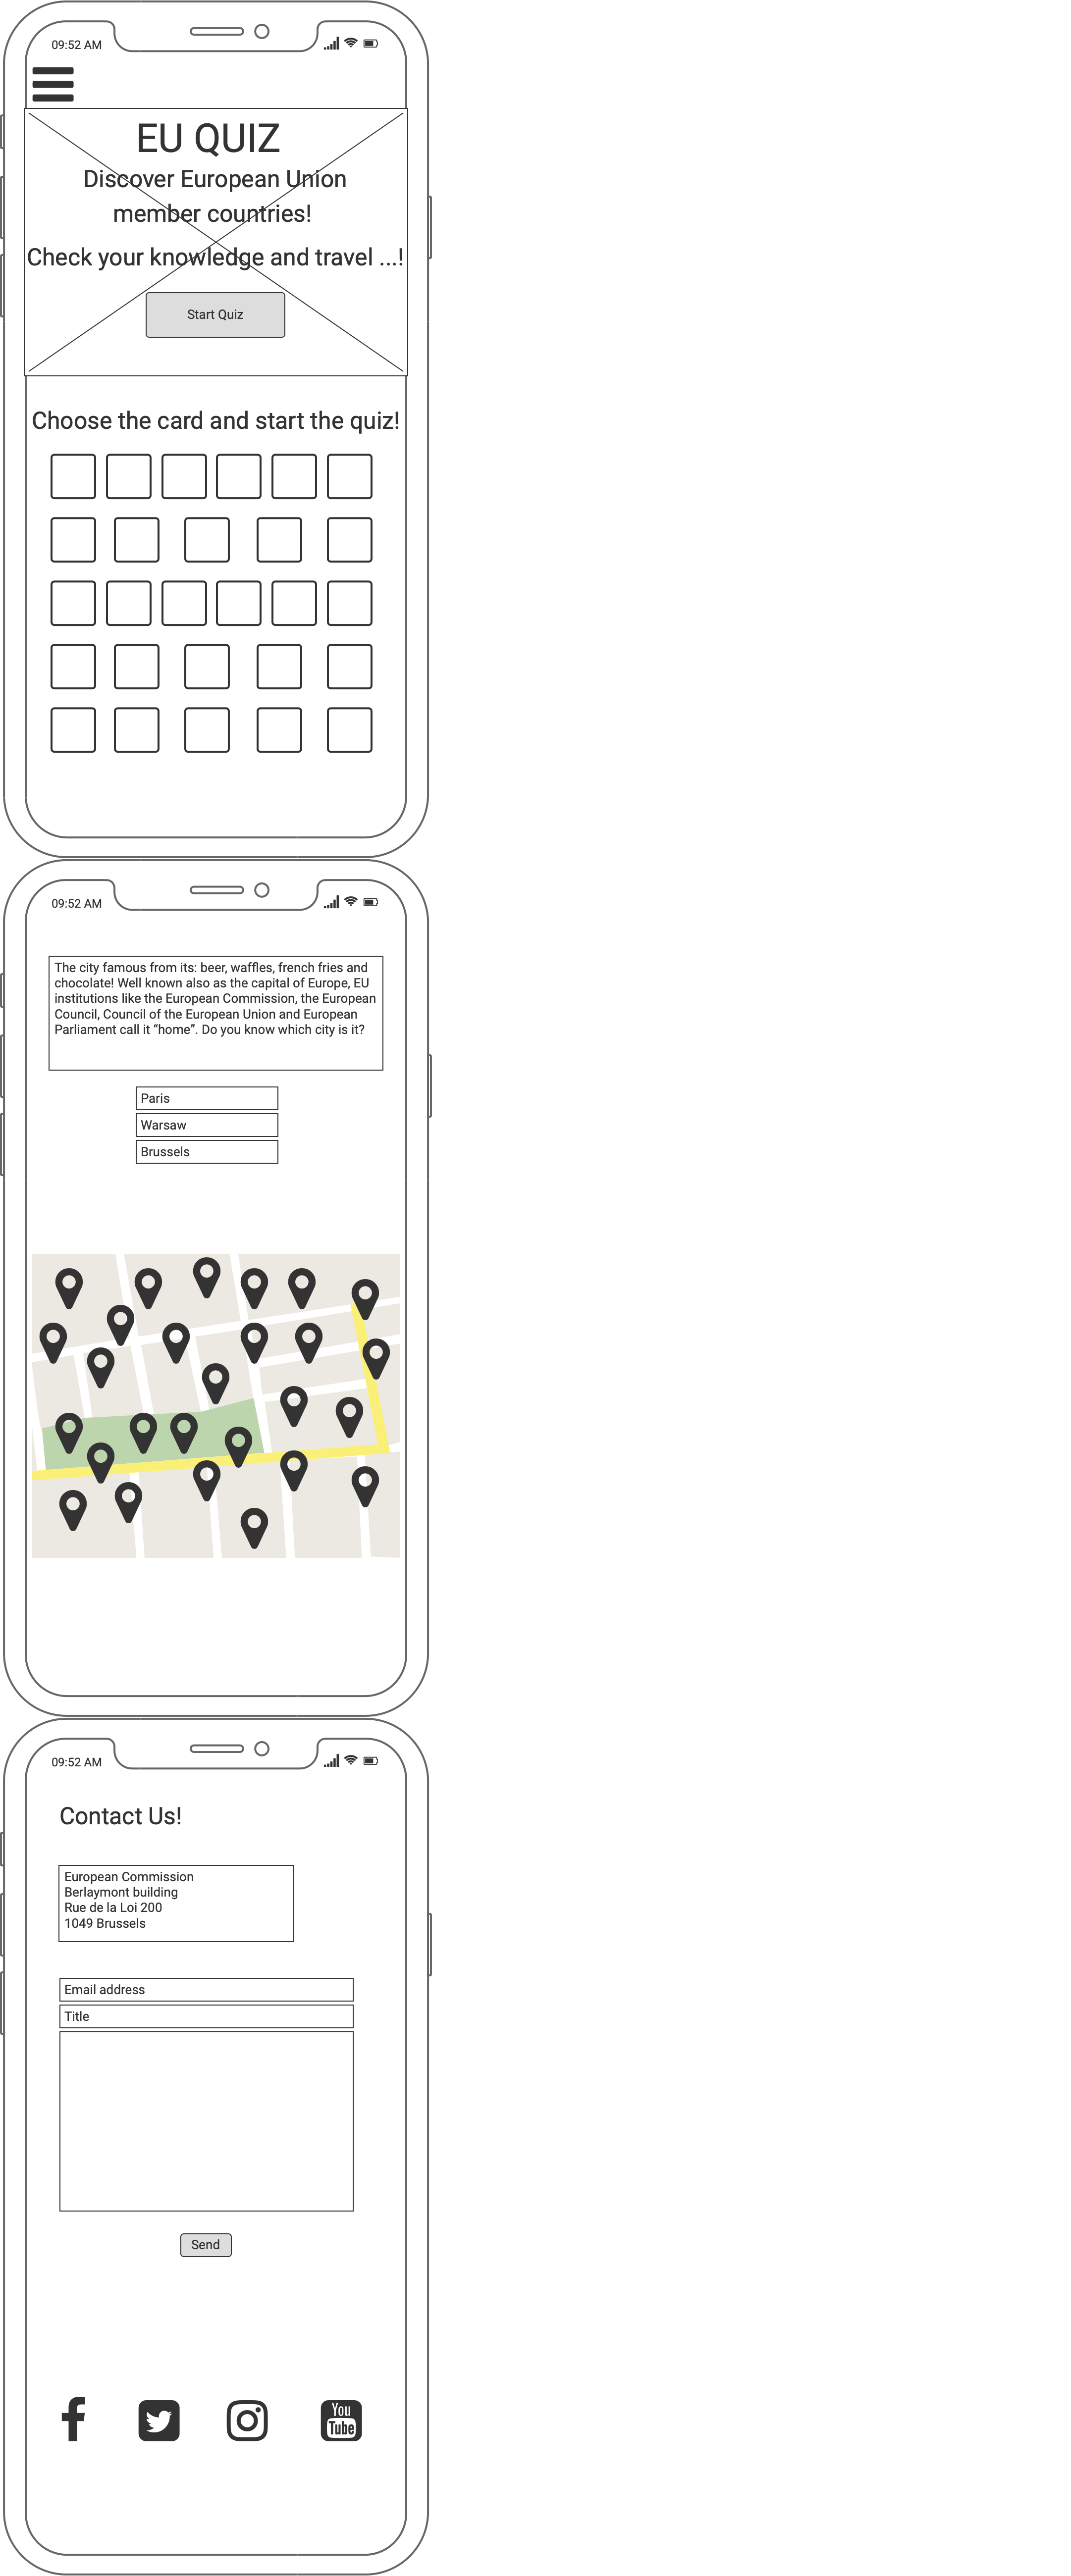 09:52 AM
EU QUIZ
Discover European Union
member countries!
Check your knowledge and travel ...!
Start Quiz
Choose the card and start the quiz!
09:52 AM
The city famous from its: beer, waffles, french fries and
chocolate! Well known also as the capital of Europe, EU
institutions like the European Commission, the European
Council, Council of the European Union and European
Parliament call it “home”. Do you know which city is it?
Paris
Warsaw
Brussels
09:52 AM
Contact Us!
European Commission
Berlaymont building
Rue de la Loi 200
1049 Brussels
Email address
Title
Send
You
Tube